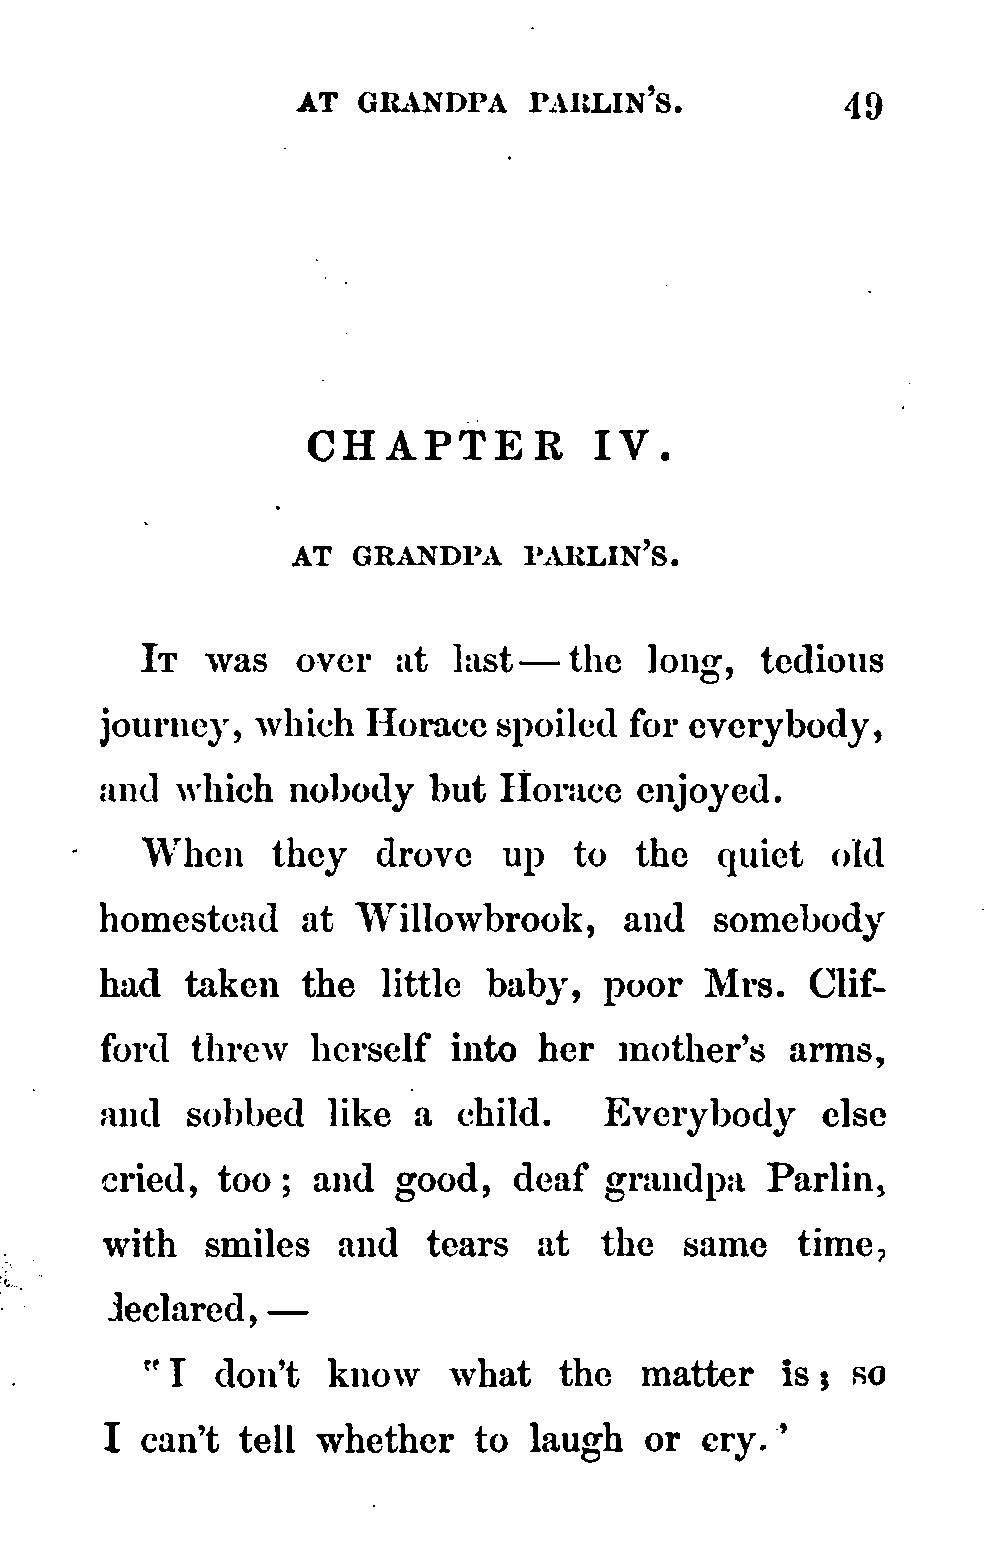 AT GRANDPA PARLIN'S. 49
CHAPTER IV.
AT GRANDPA PARLIN'S.
IT was over at last — the long, tedious
journey, which Horace spoiled for everybody,
and which nobody but Horace enjoyed.
When they drove up to the quiet old
homestead at Willowbrook, and somebody
had taken the little baby, poor Mrs. Clif-
ford threw herself into her mother's arms,
and sobbed like a child. Everybody else
cried, too; and good, deaf grandpa Parlin,
with smiles and tears at the same time,
declared, —
"I don't know what the matter is; so
I can't tell whether to laugh or cry.'